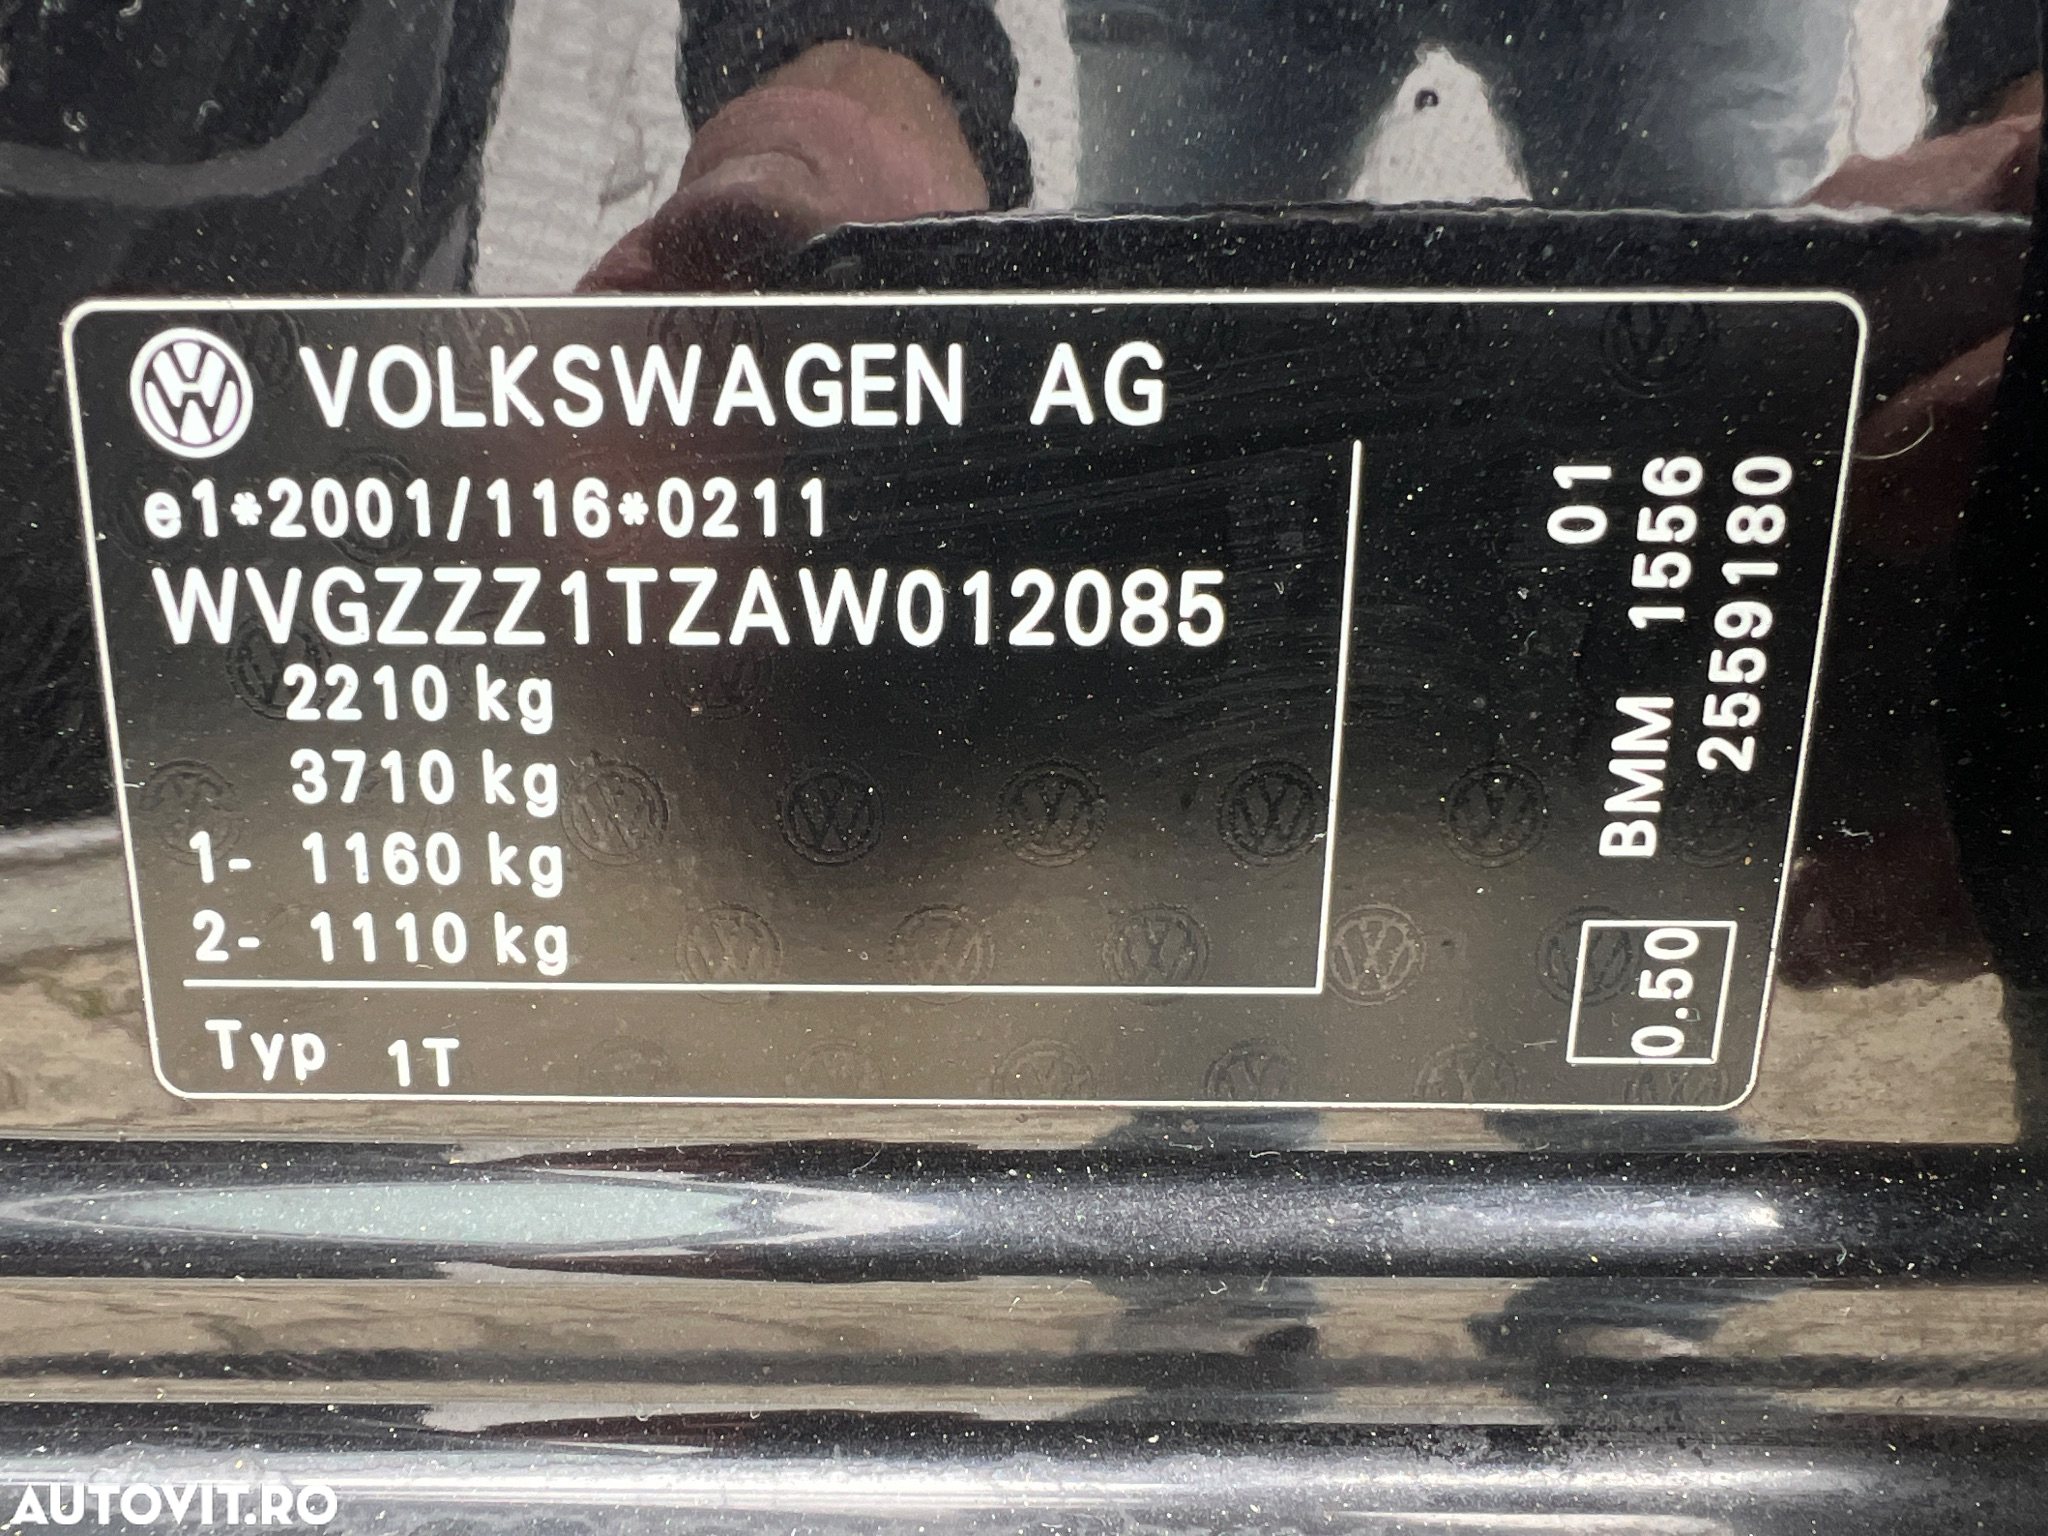 VOLKSWAGEN AG
e1*2001/116*0211
WVGZZZ1TZAW012085
2210 kg
3710 kg
1- 1160 kg
2- 1110 kg
Typ 1T
01
BMM 1556
2559180
0.50
AUTOVIT.RO